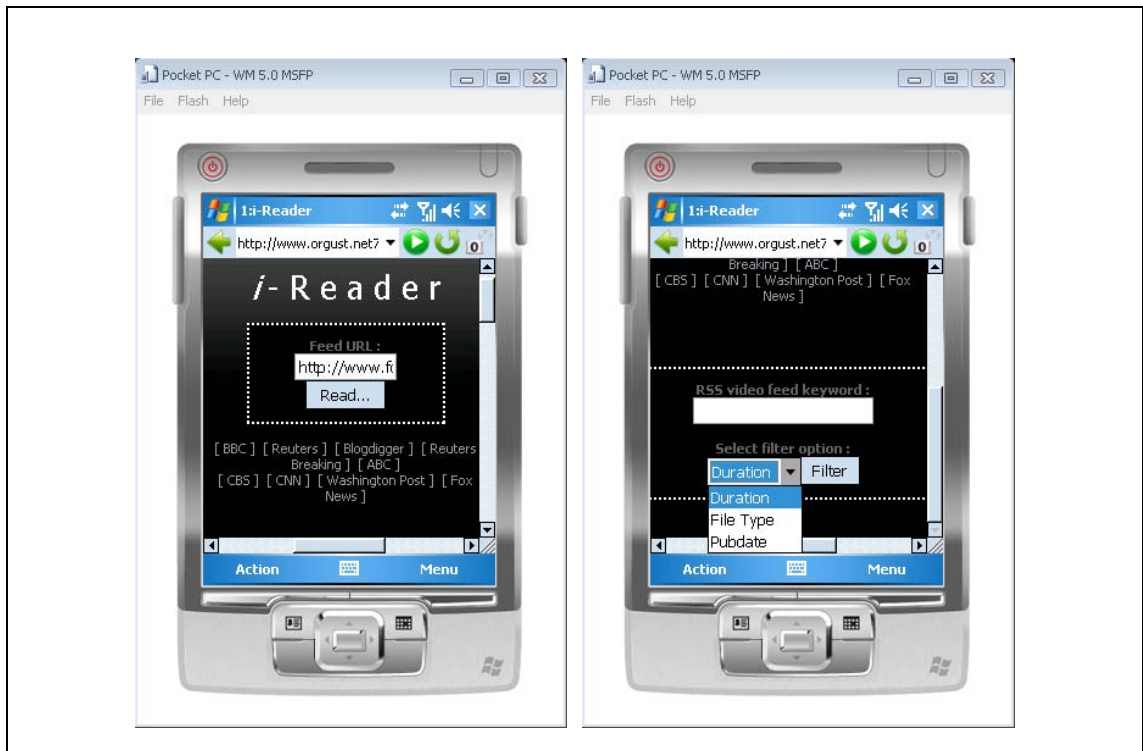 Pocket PC - WM 5.0 MSFP
File Flash Help
1:i-Reader
http://www.orgust.net7
i-Reader
Feed URL :
http://www.f
Read...
[ BBC ] [ Reuters ] [ Blogdigger ] [ Reuters
Breaking ] [ ABC ]
[ CBS ] [ CNN ] [ Washington Post ] [ Fox
News ]
Action Menu
Pocket PC - WM 5.0 MSFP
File Flash Help
1:i-Reader
http://www.orgust.net7
Breaking ] [ ABC ]
[ CBS ] [ CNN ] [ Washington Post ] [ Fox
News ]
RSS video feed keyword :
Select filter option :
Duration Filter
Duration
File Type
Pubdate
Action Menu